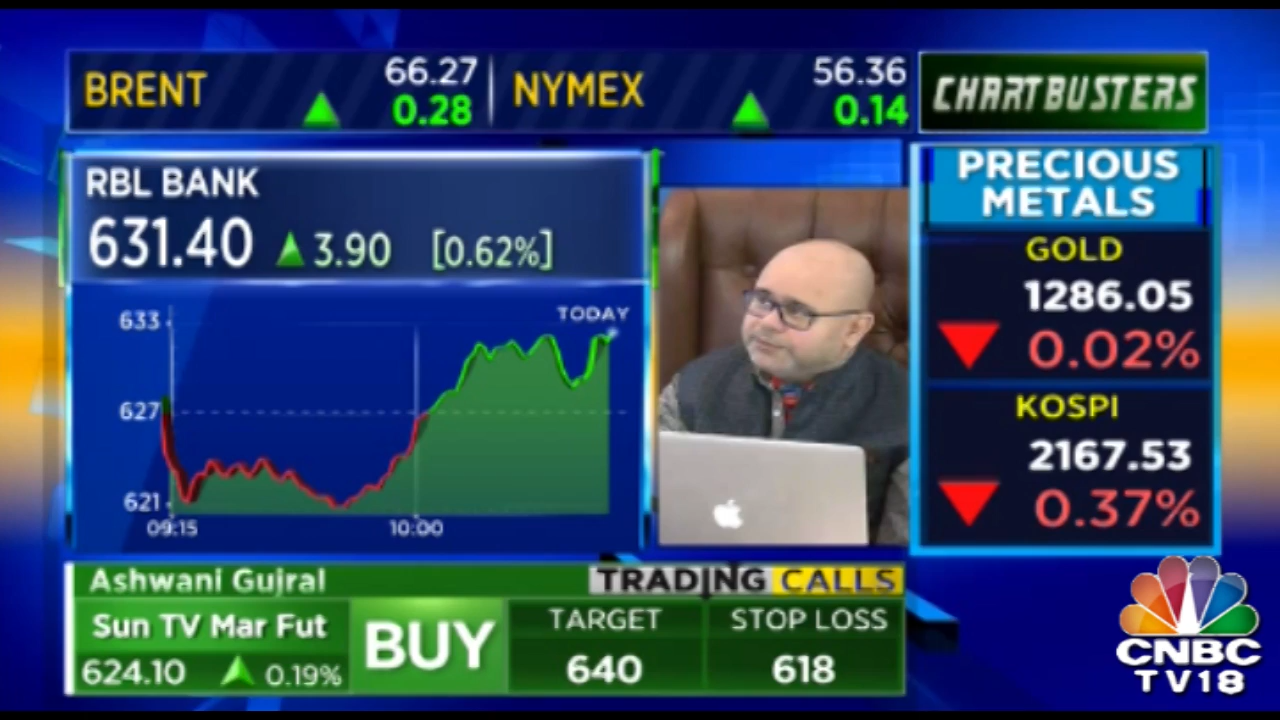 BRENT
66.27
0.28
NYMEX
56.36
0.14
CHARTBUSTERS
RBL BANK
631.40 3.90 [0.62%]
TODAY
633
627
621
09:15
10:00
PRECIOUS
METALS
GOLD
1286.05
0.02%
KOSPI
2167.53
0.37%
Ashwani Gujral
TRADING CALLS
Sun TV Mar Fut
624.10 0.19%
BUY
TARGET
640
STOP LOSS
618
CNBC
TV18